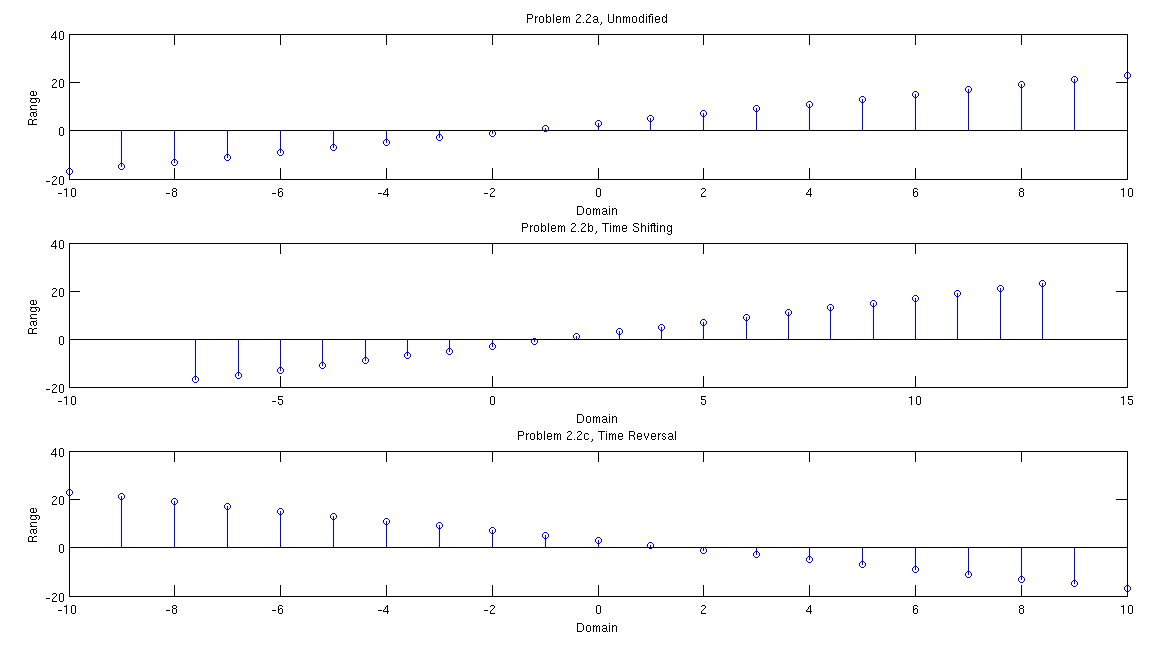 Problem 2.2a, Unmodified
40
20
0
-20
Range
-10 -8 -6 -4 -2 0 2 4 6 8 10
Domain
Problem 2.2b, Time Shifting
40
20
0
-20
Range
-10 -5 0 5 10 15
Domain
Problem 2.2c, Time Reversal
40
20
0
-20
Range
-10 -8 -6 -4 -2 0 2 4 6 8 10
Domain